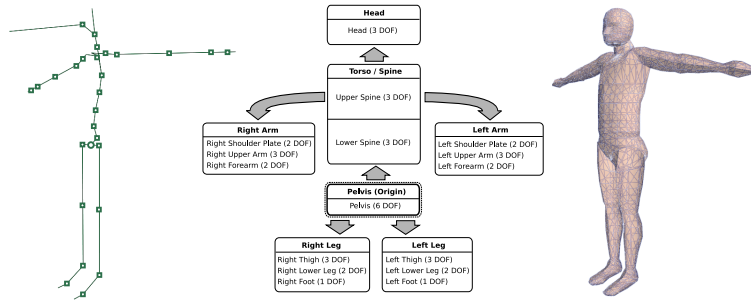 Head
Head (3 DOF)
Torso / Spine
Upper Spine (3 DOF)
Lower Spine (3 DOF)
Right Arm
Right Shoulder Plate (2 DOF)
Right Upper Arm (3 DOF)
Right Forearm (2 DOF)
Left Arm
Left Shoulder Plate (2 DOF)
Left Upper Arm (3 DOF)
Left Forearm (2 DOF)
Pelvis (Origin)
Pelvis (6 DOF)
Right Leg
Right Thigh (3 DOF)
Right Lower Leg (2 DOF)
Right Foot (1 DOF)
Left Leg
Left Thigh (3 DOF)
Left Lower Leg (2 DOF)
Left Foot (1 DOF)